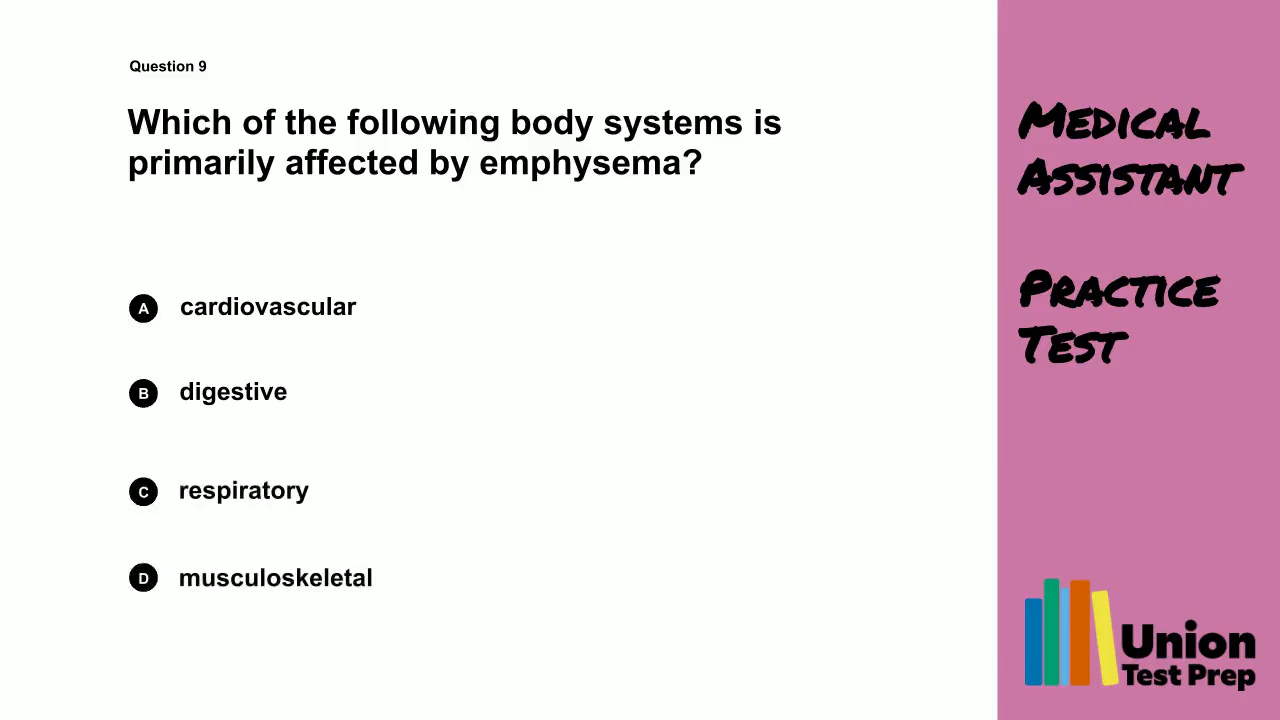 Question 9
Which of the following body systems is
primarily affected by emphysema?
A cardiovascular
B digestive
C respiratory
D musculoskeletal
Medical
Assistant
Practice
Test
Union
Test Prep